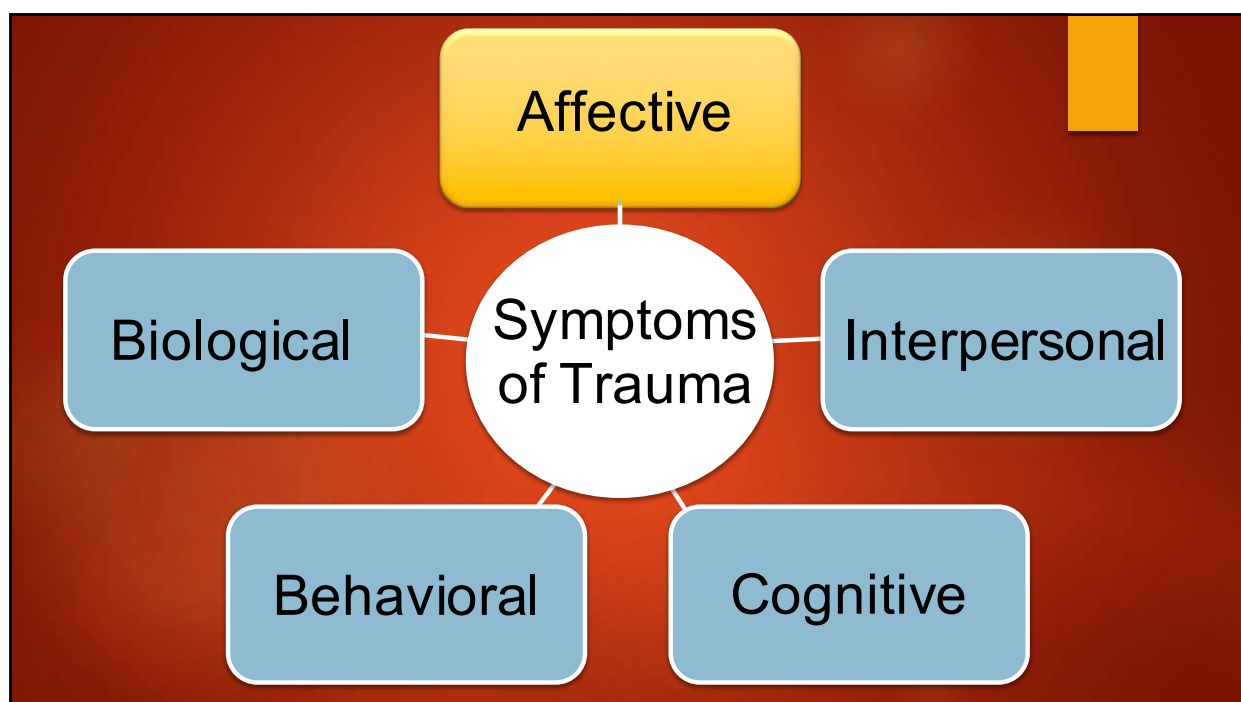 Affective
Biological
Symptoms
of Trauma
Interpersonal
Behavioral
Cognitive